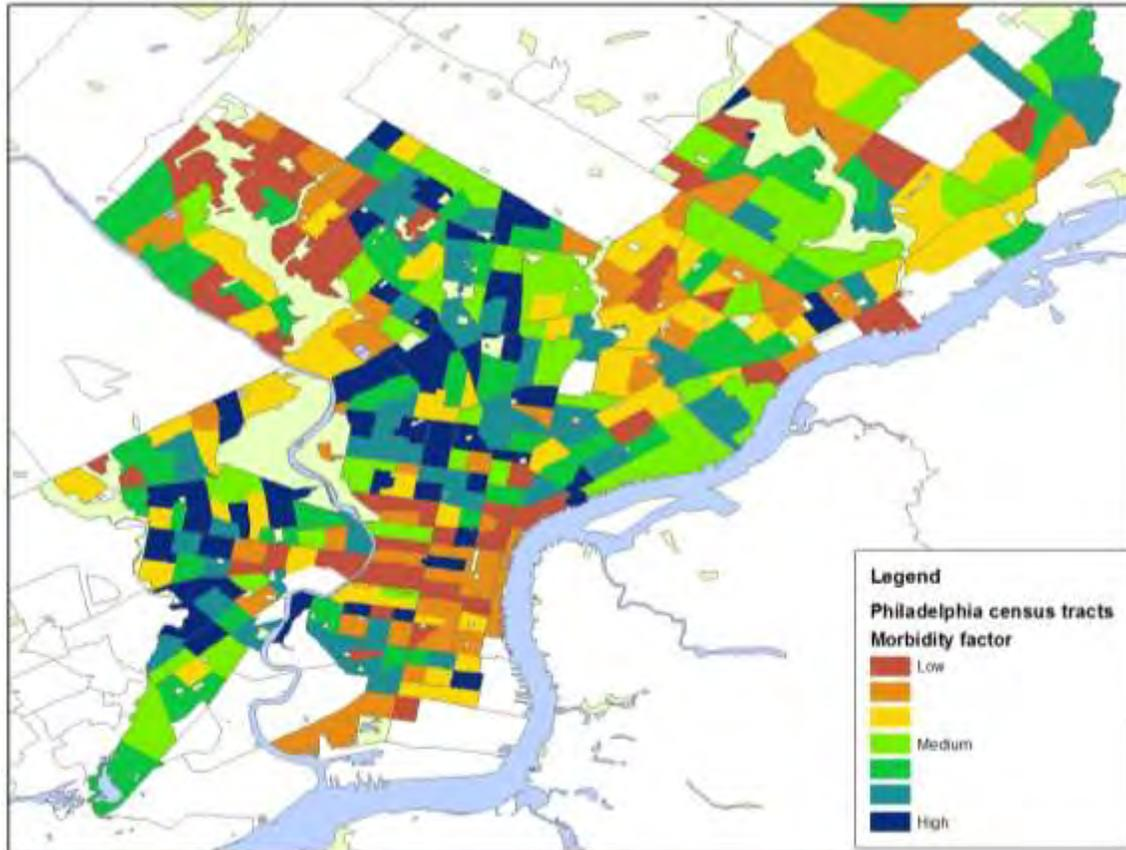 Legend
Philadelphia census tracts
Morbidity factor
Low
Medium
High